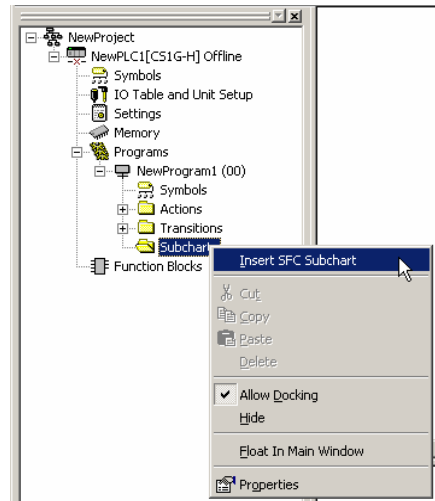 NewProject
NewPLC1[CS1G-H] Offline
Symbols
IO Table and Unit Setup
Settings
Memory
Programs
NewProgram1 (00)
Symbols
Actions
Transitions
Subchart
Function Blocks
Insert SFC Subchart
Cut
Copy
Paste
Delete
Allow Docking
Hide
Float In Main Window
Properties